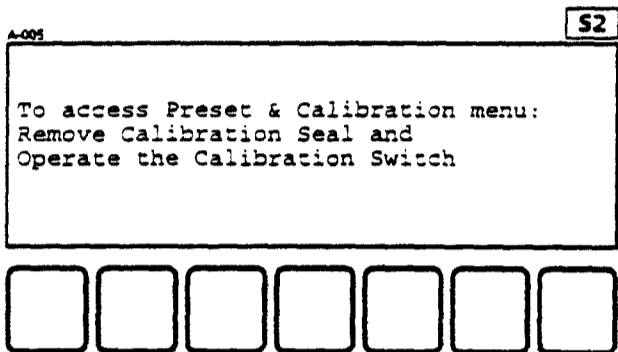 A-005
S2
To access Preset & Calibration menu:
Remove Calibration Seal and
Operate the Calibration Switch